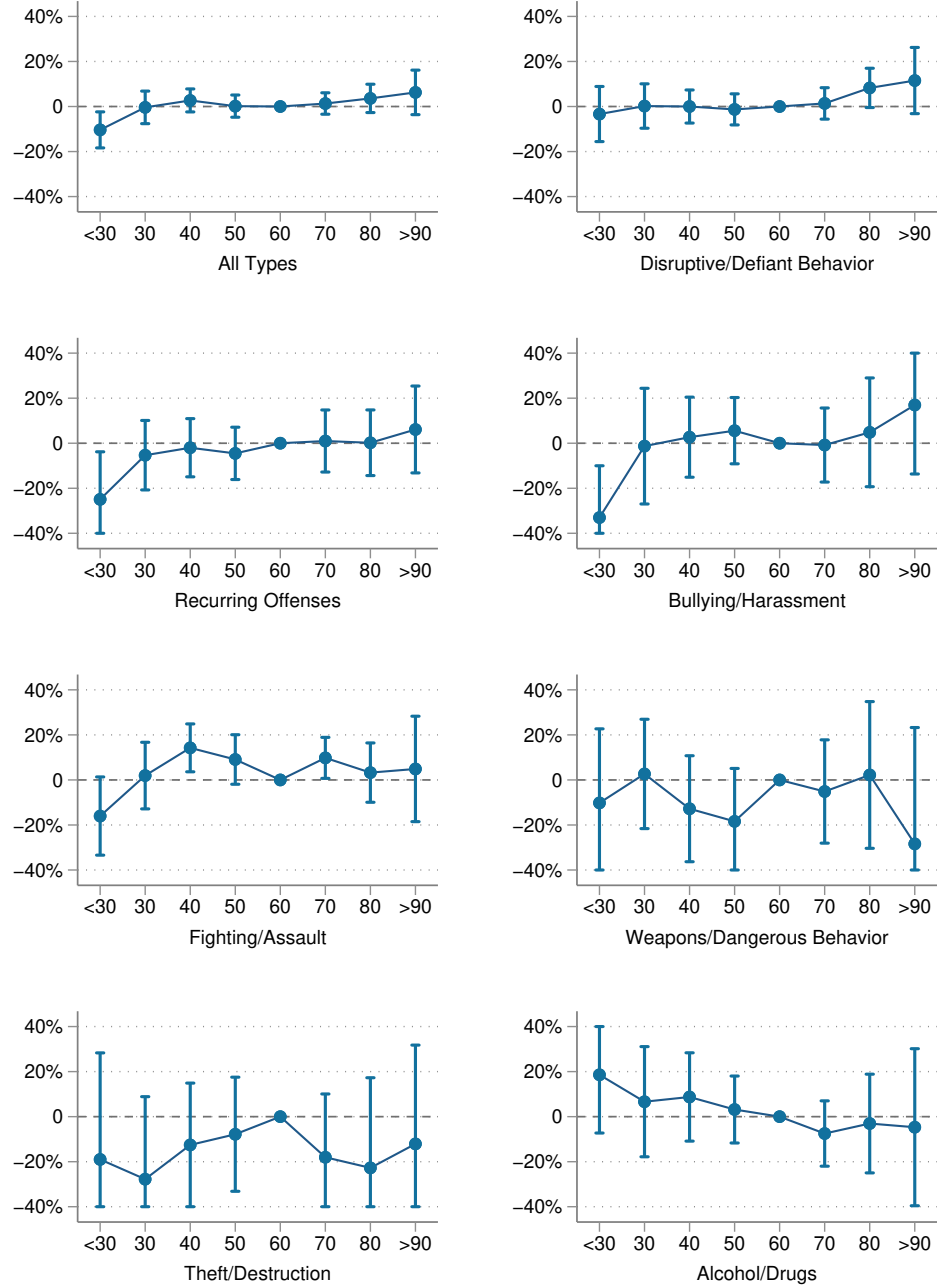 40%
20%
0
−20%
−40%
<30 30 40 50 60 70 80 >90
All Types
40%
20%
0
−20%
−40%
<30 30 40 50 60 70 80 >90
Disruptive/Defiant Behavior
40%
20%
0
−20%
−40%
<30 30 40 50 60 70 80 >90
Recurring Offenses
40%
20%
0
−20%
−40%
<30 30 40 50 60 70 80 >90
Bullying/Harassment
40%
20%
0
−20%
−40%
<30 30 40 50 60 70 80 >90
Fighting/Assault
40%
20%
0
−20%
−40%
<30 30 40 50 60 70 80 >90
Weapons/Dangerous Behavior
40%
20%
0
−20%
−40%
<30 30 40 50 60 70 80 >90
Theft/Destruction
40%
20%
0
−20%
−40%
<30 30 40 50 60 70 80 >90
Alcohol/Drugs